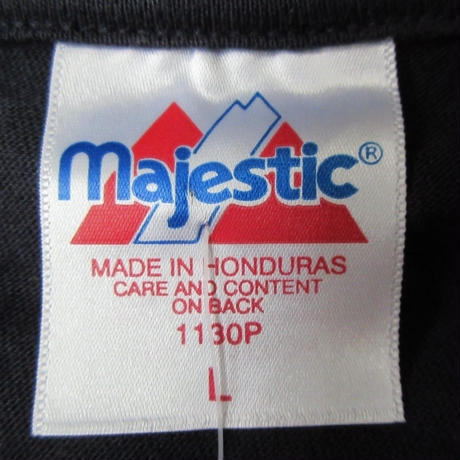 Majestic®
MADE IN HONDURAS
CARE AND CONTENT
ON BACK
1130P
L